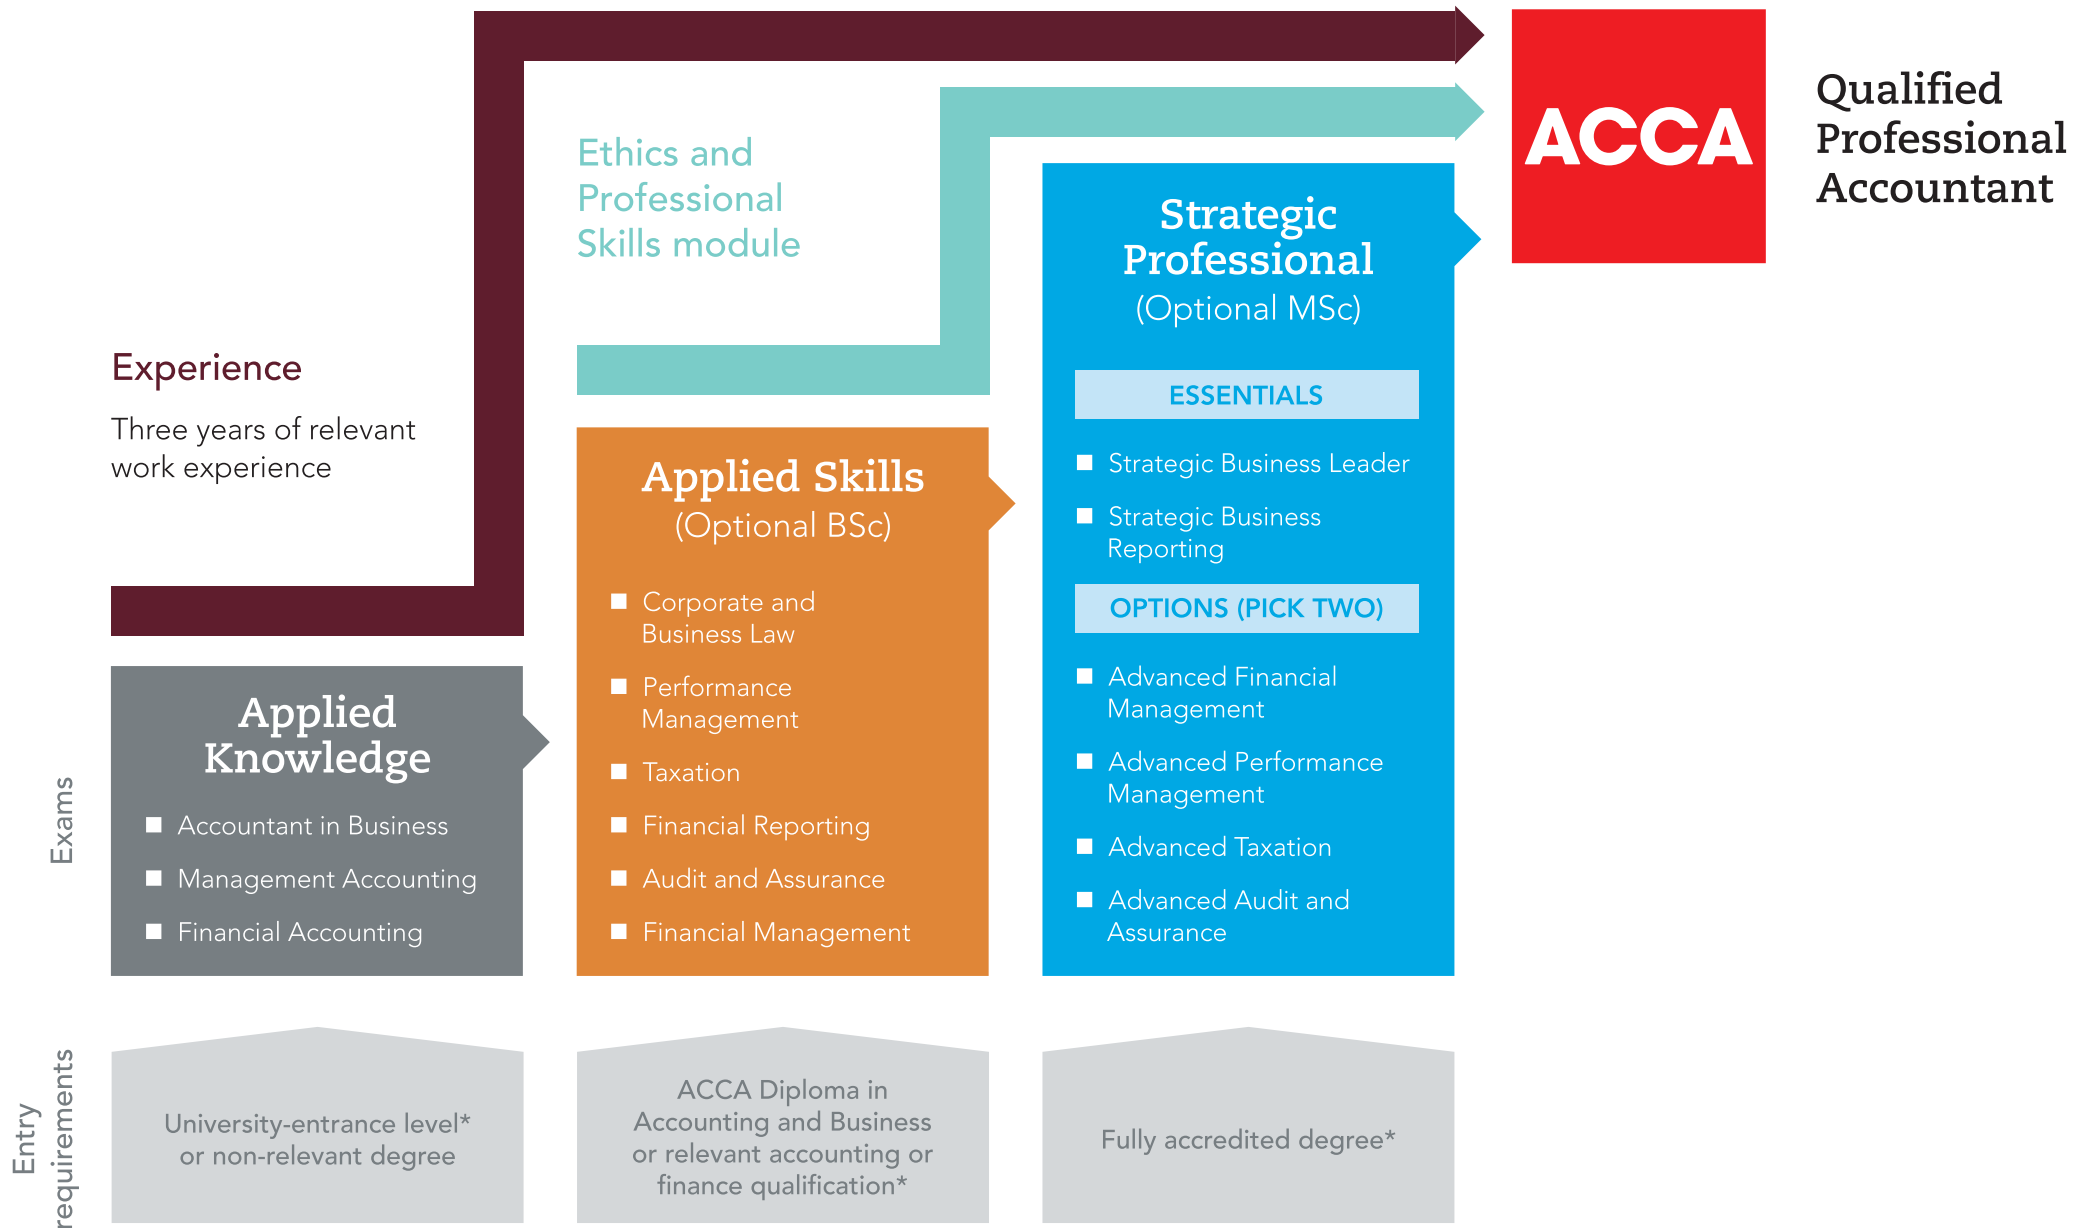 ACCA
Qualified
Professional
Accountant
Ethics and
Professional
Skills module
Experience
Three years of relevant
work experience
Exams
Applied
Knowledge
Accountant in Business
Management Accounting
Financial Accounting
Applied Skills
(Optional BSc)
Corporate and
Business Law
Performance
Management
Taxation
Financial Reporting
Audit and Assurance
Financial Management
Strategic
Professional
(Optional MSc)
ESSENTIALS
Strategic Business Leader
Strategic Business
Reporting
OPTIONS (PICK TWO)
Advanced Financial
Management
Advanced Performance
Management
Advanced Taxation
Advanced Audit and
Assurance
Entry
requirements
University-entrance level*
or non-relevant degree
ACCA Diploma in
Accounting and Business
or relevant accounting or
finance qualification*
Fully accredited degree*